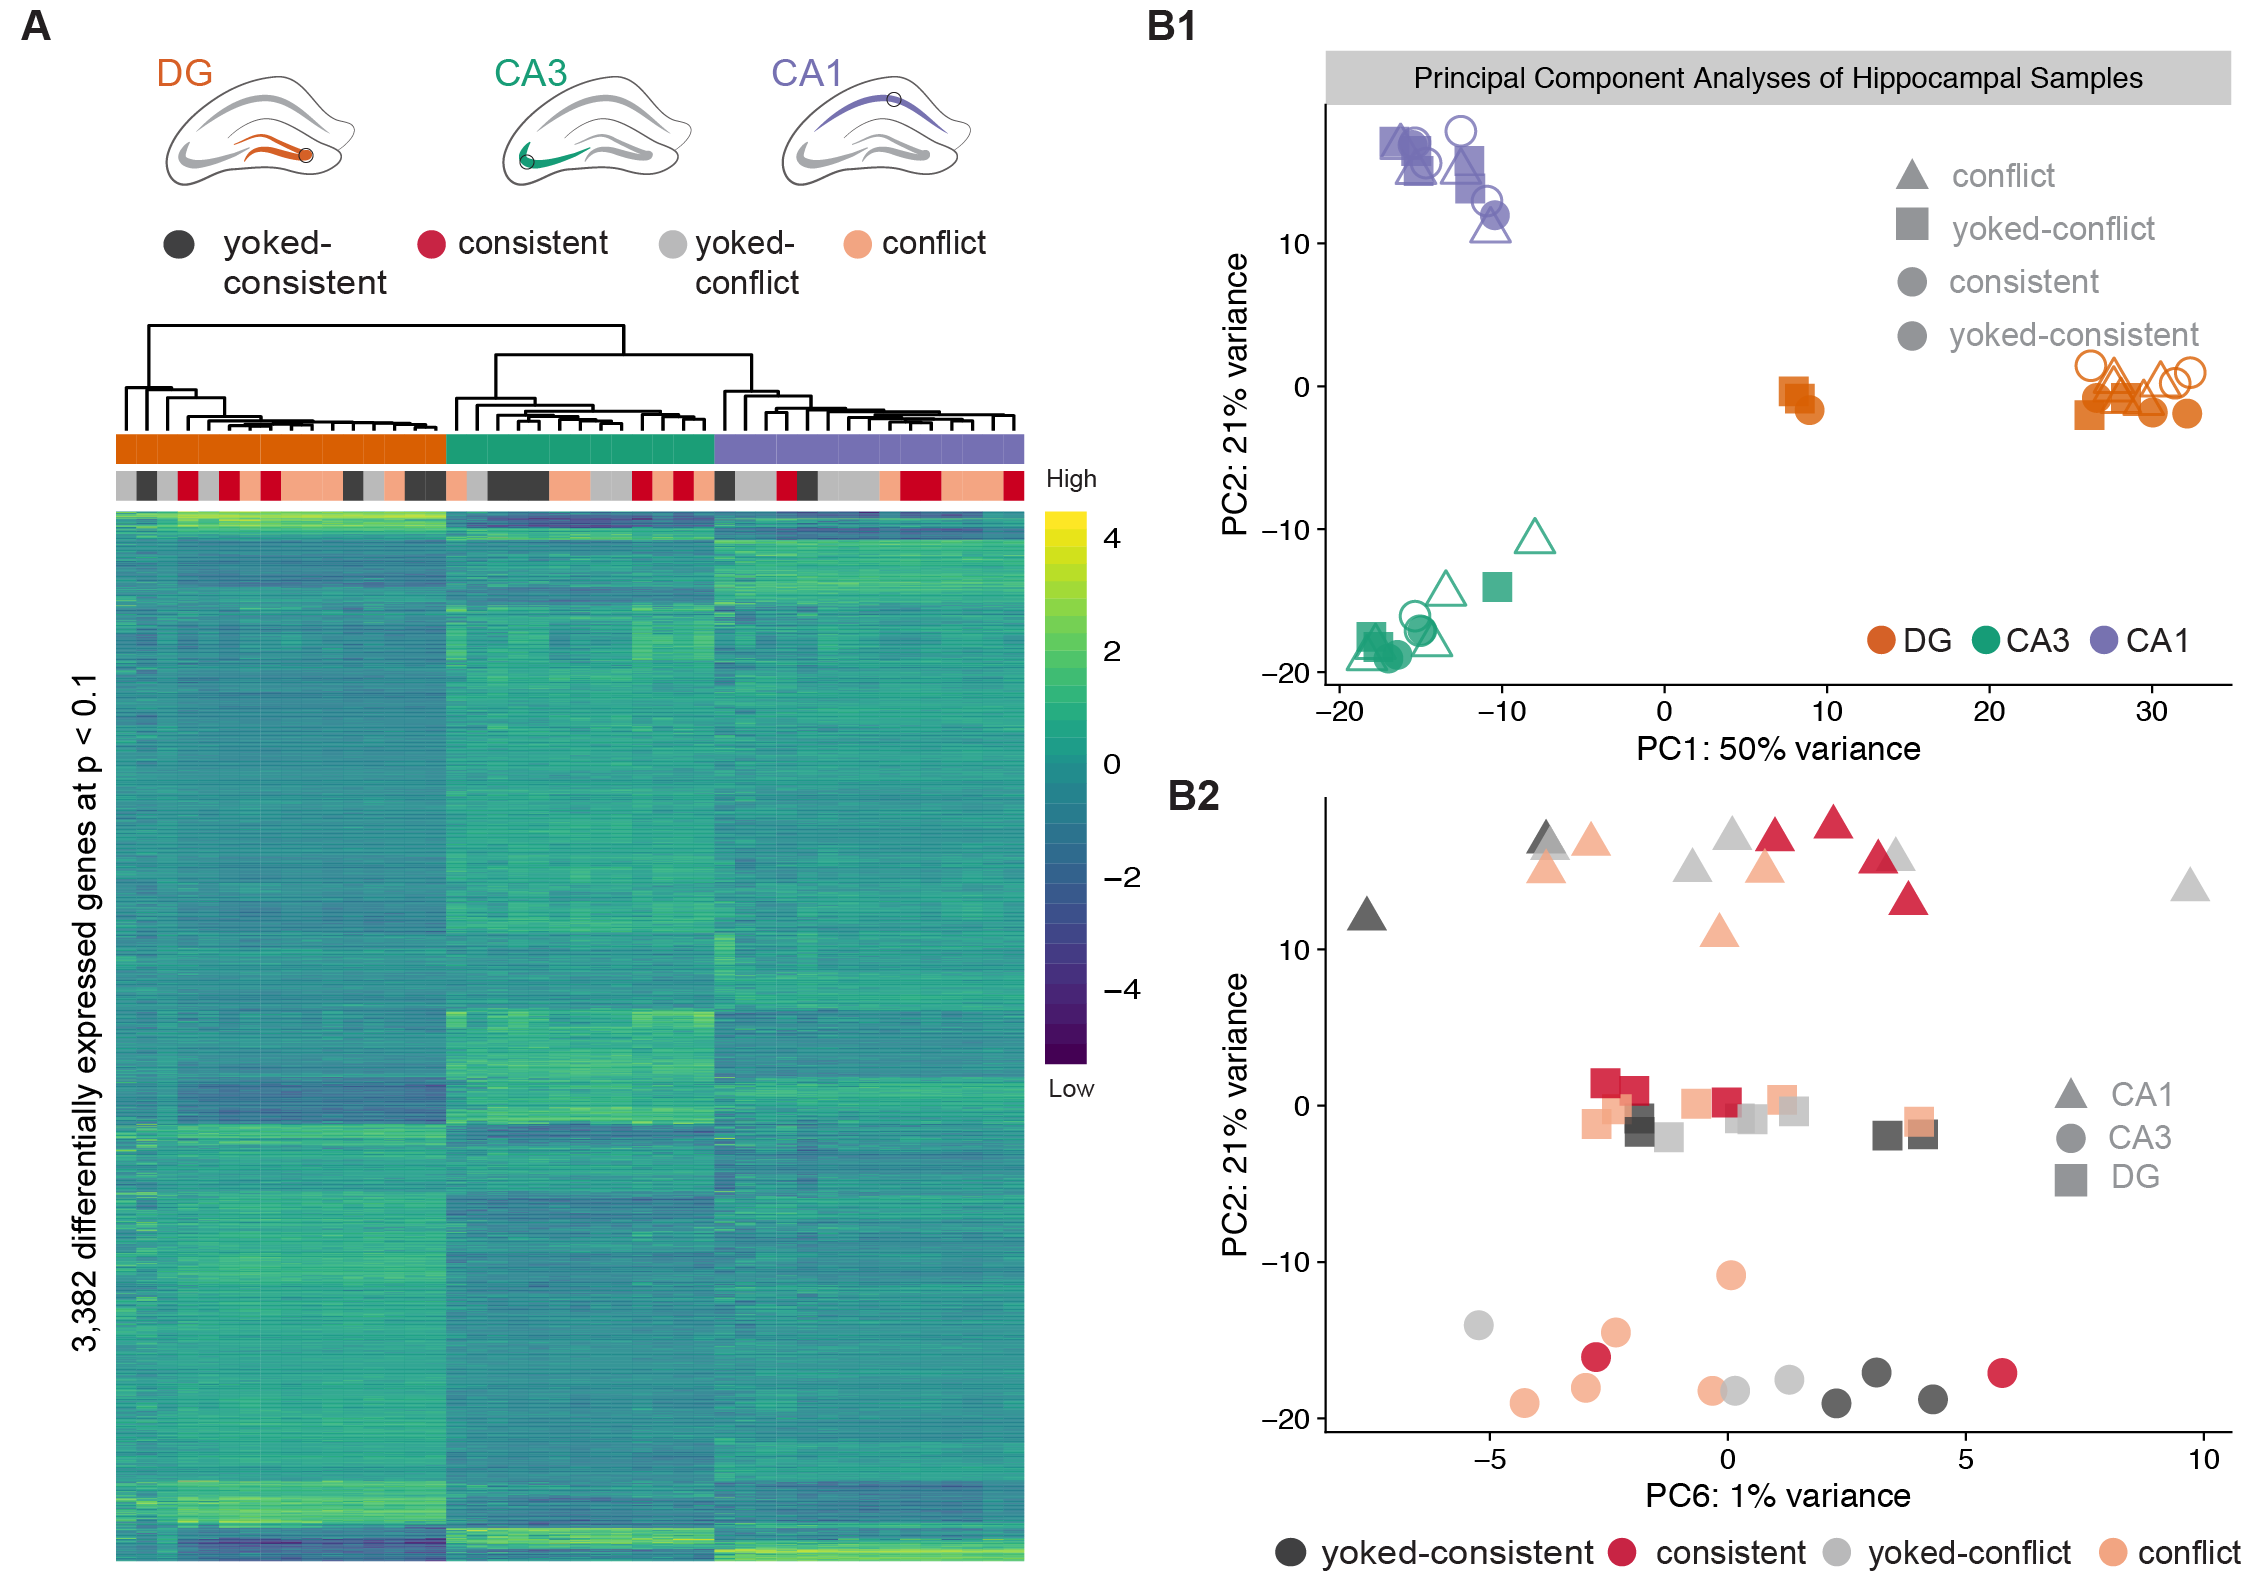 A
DG
CA3
CA1
yoked-
consistent
consistent
yoked-
conflict
conflict
High
4
2
0
−2
−4
Low
3,382 differentially expressed genes at p < 0.1
B1
Principal Component Analyses of Hippocampal Samples
conflict
yoked-conflict
consistent
yoked-consistent
DG
CA3
CA1
10
0
−10
−20
PC2: 21% variance
−20
−10
0
10
20
30
PC1: 50% variance
B2
CA1
CA3
DG
10
0
−10
−20
PC2: 21% variance
−5
0
5
10
PC6: 1% variance
yoked-consistent
consistent
yoked-conflict
conflict